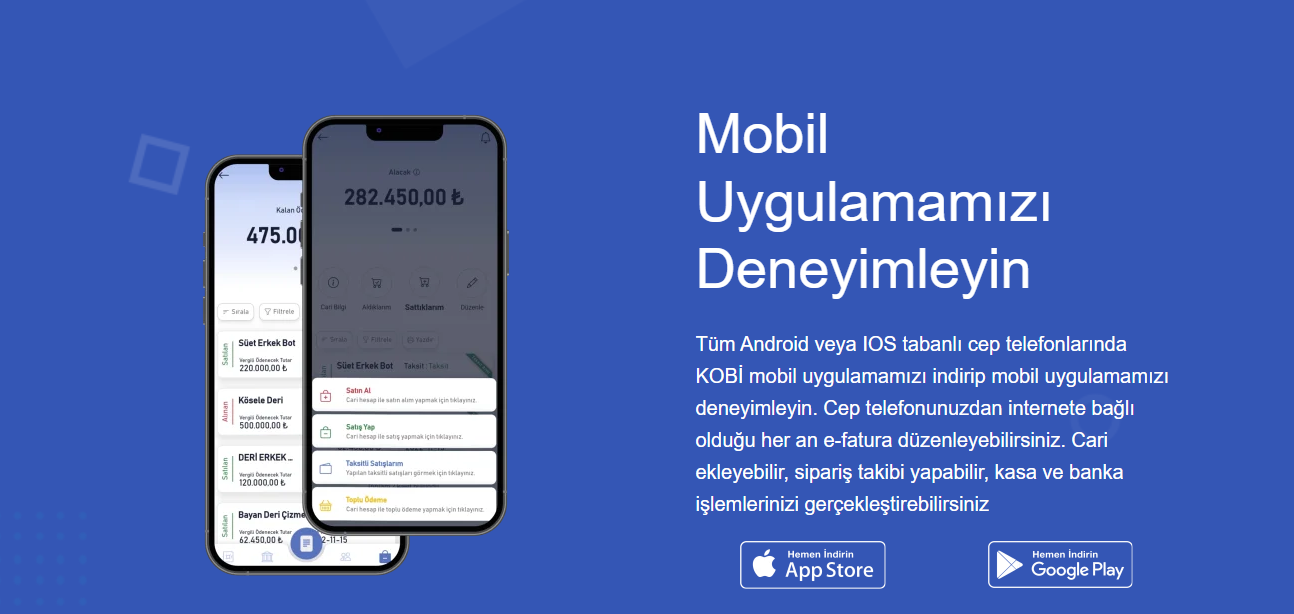 Mobil
Uygulamamızı
Deneyimleyin
Tüm Android veya IOS tabanlı cep telefonlarında
KOBİ mobil uygulamamızı indirip mobil uygulamamızı
deneyimleyin. Cep telefonunuzdan internete bağlı
olduğu her an e-fatura düzenleyebilirsiniz. Cari
ekleyebilir, sipariş takibi yapabilir, kasa ve banka
işlemlerinizi gerçekleştirebilirsiniz
Hemen İndirin
App Store
Hemen İndirin
Google Play
Kalan Ö
475.0
Sırala
Filtrele
Satılan
Süet Erkek Bot
Vergili Ödenecek Tutar
220.000,00 ₺
Alınan
Kösele Deri
Vergili Ödenecek Tutar
500.000,00 ₺
Satılan
DERİ ERKEK ...
Vergili Ödenecek Tutar
120.000,00 ₺
Satılan
Bayan Deri Çizme
Vergili Ödenecek Tutar
62.450,00 ₺
2-11-15
Alacak
282.450,00 ₺
Cari Bilgi
Aldıklarım
Sattıklarım
Düzenle
Sırala
Filtrele
Yazdır
Süet Erkek Bot
Taksit : Taksit
Satın Al
Cari hesap ile satın alım yapmak için tıklayınız.
Satış Yap
Cari hesap ile satış yapmak için tıklayınız.
Taksitli Satışlarım
Yapılan taksitli satışları görmek için tıklayınız.
Toplu Ödeme
Cari hesap ile toplu ödeme yapmak için tıklayınız.